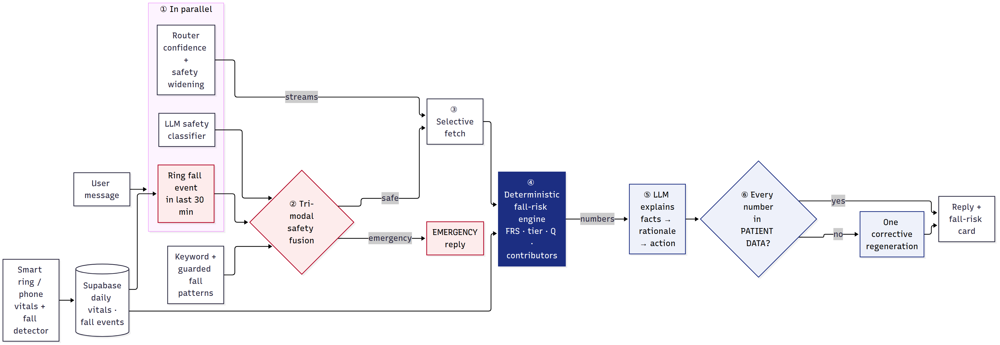 ① In parallel
Router
confidence
+
safety
widening
streams
LLM safety
classifier
③
Selective
fetch
User
message
Ring fall
event
in last 30
min
② Tri-
modal
safety
fusion
safe
emergency
EMERGENCY
reply
Keyword +
guarded
fall
patterns
Smart
ring /
phone
vitals +
fall
detector
Supabase
daily
vitals ·
fall events
④
Deterministic
fall-risk
engine
FRS · tier · Q
·
contributors
numbers
⑤ LLM
explains
facts →
rationale
→ action
⑥ Every
number
in
PATIENT
DATA?
yes
no
One
corrective
regeneration
Reply +
fall-risk
card